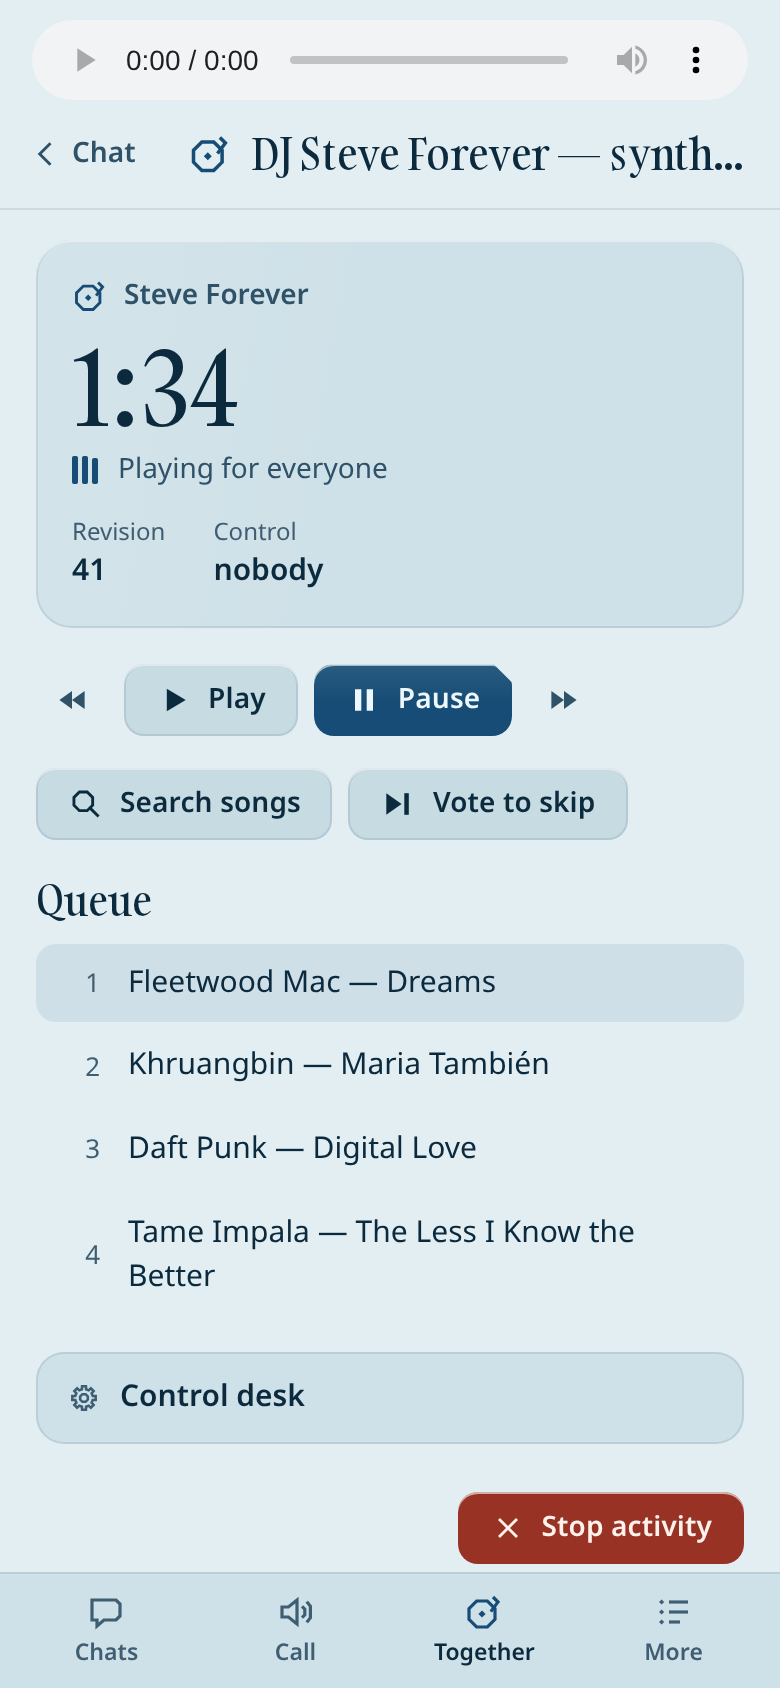 0:00 / 0:00
Chat
DJ Steve Forever — synth...
Steve Forever
1:34
Playing for everyone
Revision
Control
41
nobody
Play
Pause
Search songs
Vote to skip
Queue
1 Fleetwood Mac — Dreams
2 Khruangbin — Maria También
3 Daft Punk — Digital Love
4 Tame Impala — The Less I Know the
Better
Control desk
Stop activity
Chats
Call
Together
More